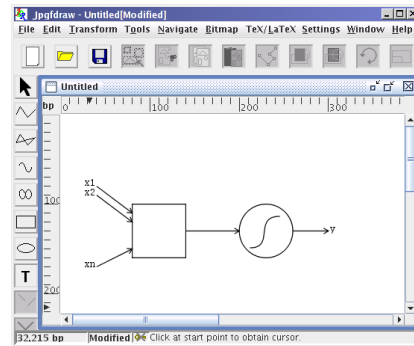 Jpgfdraw - Untitled[Modified]
File Edit Transform Tools Navigate Bitmap TeX/LaTeX Settings Window Help
Untitled
bp 0 100 200 300
x1
x2
100
y
xn
T
200
32,215 bp Modified Click at start point to obtain cursor.